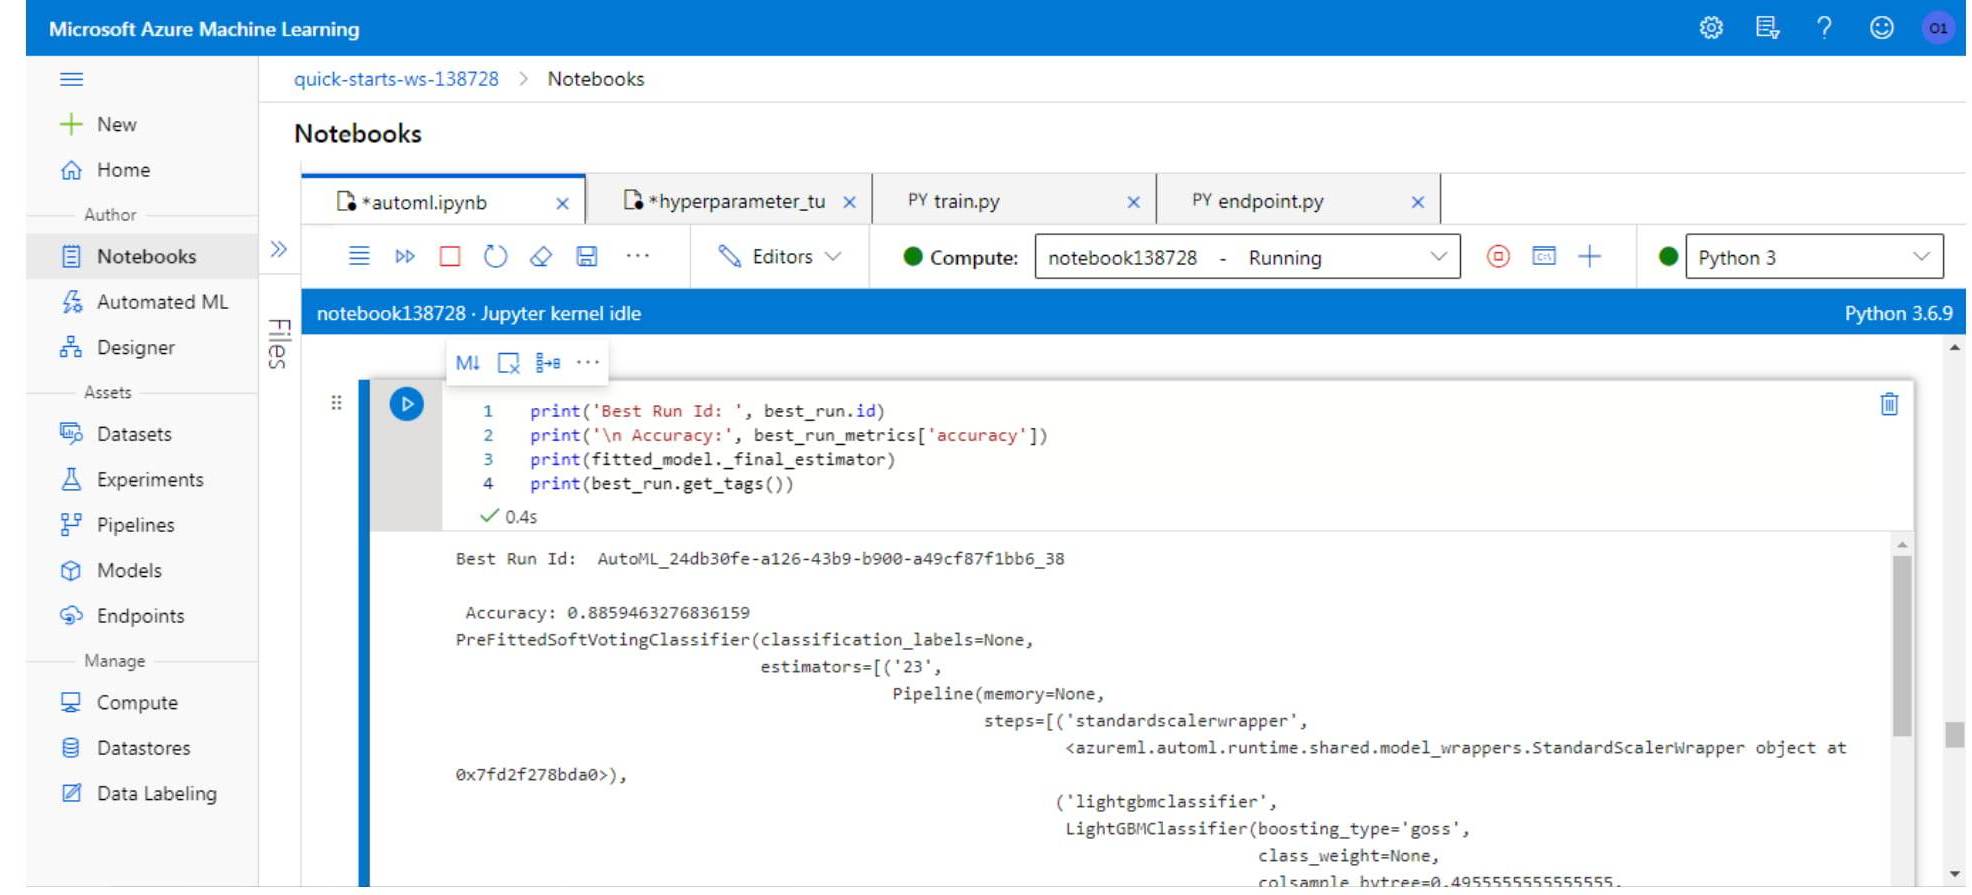 Microsoft Azure Machine Learning
O1
quick-starts-ws-138728 > Notebooks
New
Home
Author
Notebooks
Automated ML
Designer
Assets
Datasets
Experiments
Pipelines
Models
Endpoints
Manage
Compute
Datastores
Data Labeling
Files
Notebooks
*automl.ipynb
*hyperparameter_tu
PY train.py
PY endpoint.py
Editors
Compute: notebook138728 - Running
Python 3
notebook138728 · Jupyter kernel idle
Python 3.6.9
M↓
1 print('Best Run Id: ', best_run.id)
2 print('\n Accuracy:', best_run_metrics['accuracy'])
3 print(fitted_model._final_estimator)
4 print(best_run.get_tags())
0.4s
Best Run Id:  AutoML_24db30fe-a126-43b9-b900-a49cf87f1bb6_38
Accuracy: 0.8859463276836159
PreFittedSoftVotingClassifier(classification_labels=None,
estimators=[('23',
Pipeline(memory=None,
steps=[('standardscalerwrapper',
<azureml.automl.runtime.shared.model_wrappers.StandardScalerWrapper object at
0x7fd2f278bda0>),
('lightgbmclassifier',
LightGBMClassifier(boosting_type='goss',
class_weight=None,
colsample_bytree=0.4955555555555555,